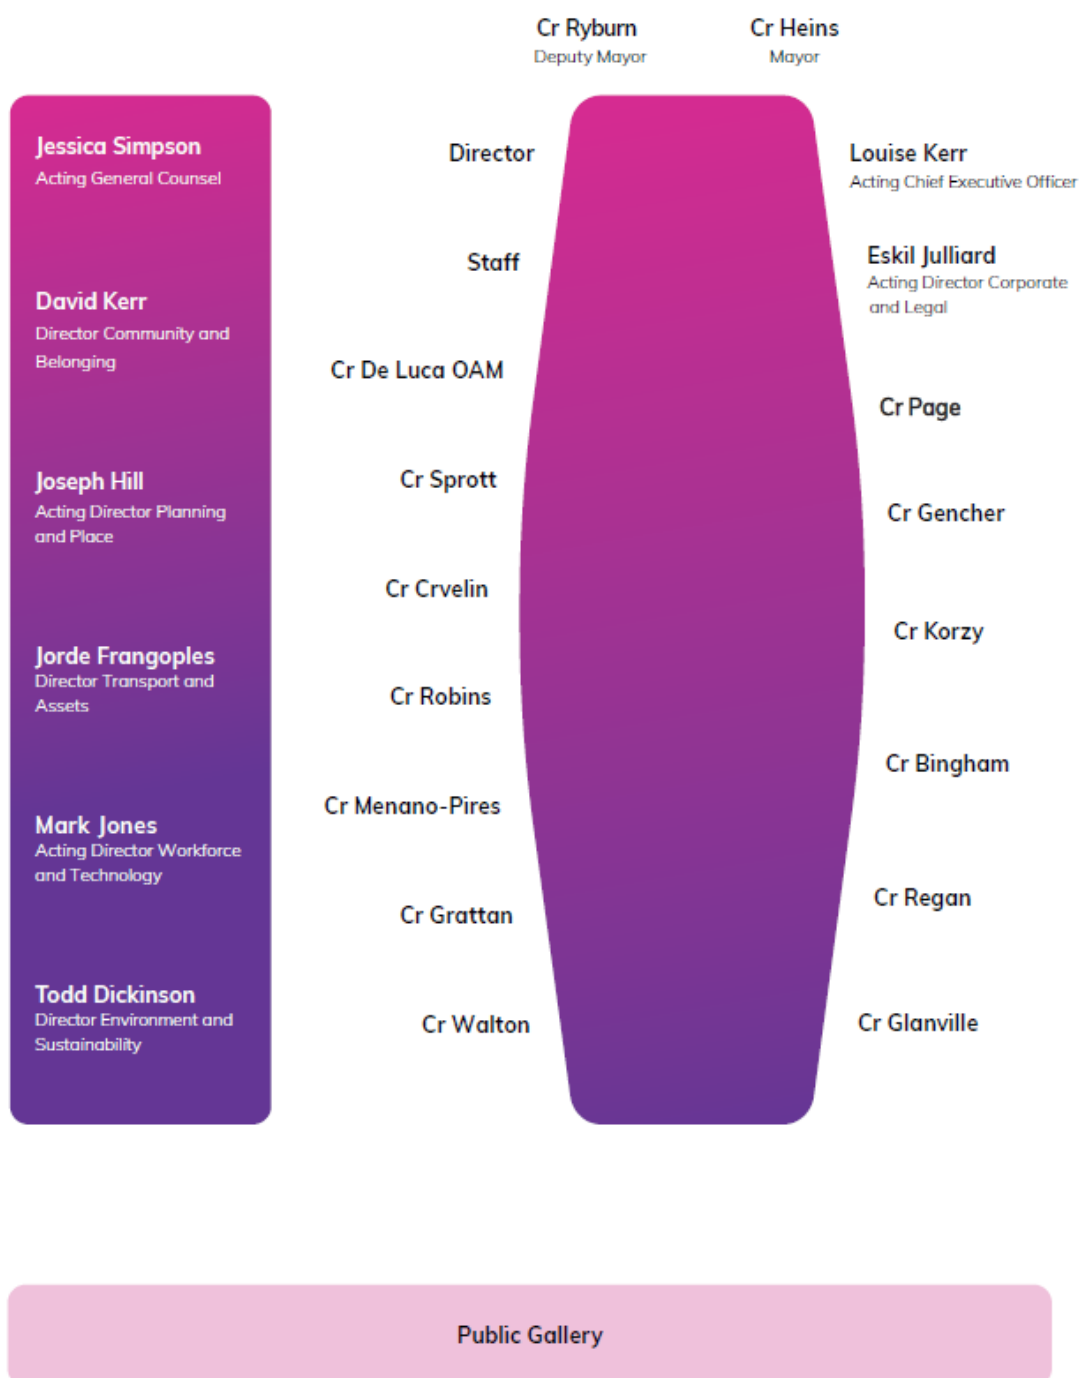 Cr Ryburn
Deputy Mayor
Cr Heins
Mayor
Jessica Simpson
Acting General Counsel
David Kerr
Director Community and
Belonging
Joseph Hill
Acting Director Planning
and Place
Jorde Frangoples
Director Transport and
Assets
Mark Jones
Acting Director Workforce
and Technology
Todd Dickinson
Director Environment and
Sustainability
Director
Staff
Cr De Luca OAM
Cr Sprott
Cr Crvelin
Cr Robins
Cr Menano-Pires
Cr Grattan
Cr Walton
Louise Kerr
Acting Chief Executive Officer
Eskil Julliard
Acting Director Corporate
and Legal
Cr Page
Cr Gencher
Cr Korzy
Cr Bingham
Cr Regan
Cr Glanville
Public Gallery